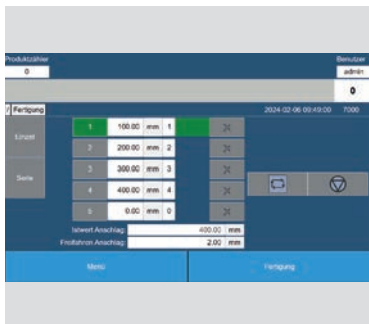 Produktzähler Benutzer
0 admin
0
/ Fertigung 2024-02-06 09:49:00 7000
Einzel
Serie
1 100.00 mm 1
2 200.00 mm 2
3 300.00 mm 3
4 400.00 mm 4
5 0.00 mm 0
Istwert Anschlag: 400.00 mm
Freifahren Anschlag: 2.00 mm
Menü Fertigung